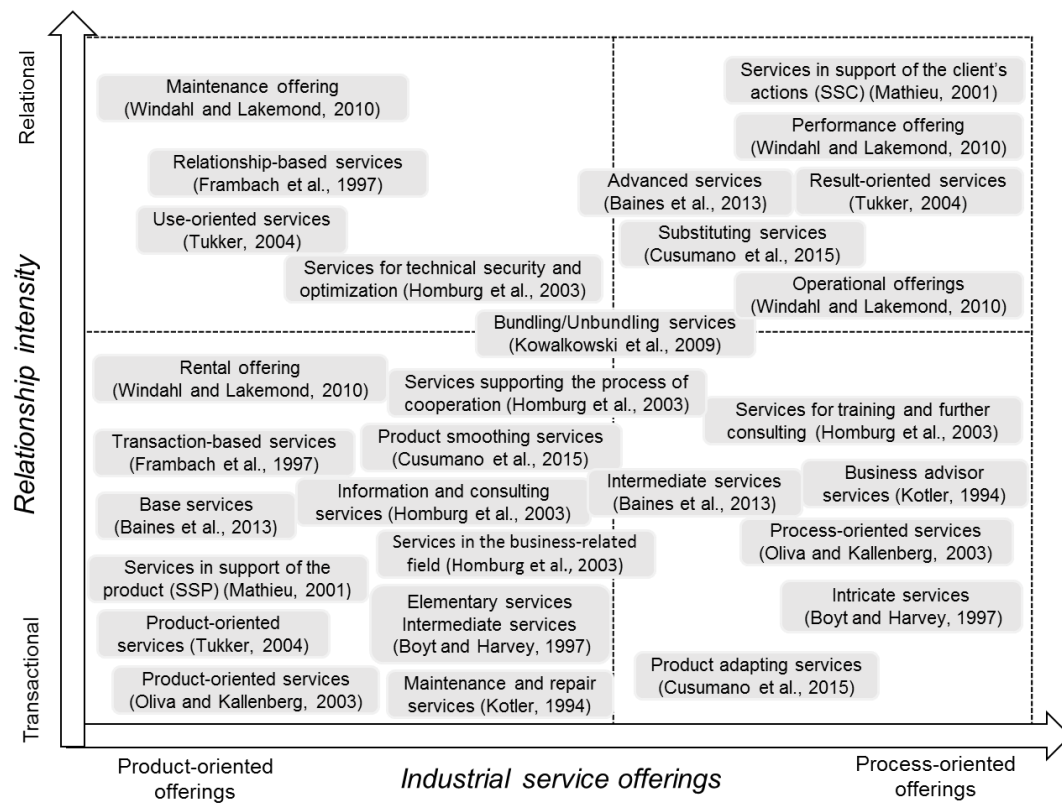 Relational
Relationship intensity
Transactional
Maintenance offering
(Windahl and Lakemond, 2010)
Services in support of the client's
actions (SSC) (Mathieu, 2001)
Performance offering
(Windahl and Lakemond, 2010)
Relationship-based services
(Frambach et al., 1997)
Advanced services
(Baines et al., 2013)
Result-oriented services
(Tukker, 2004)
Use-oriented services
(Tukker, 2004)
Substituting services
(Cusumano et al., 2015)
Services for technical security and
optimization (Homburg et al., 2003)
Operational offerings
(Windahl and Lakemond, 2010)
Bundling/Unbundling services
(Kowalkowski et al., 2009)
Rental offering
(Windahl and Lakemond, 2010)
Services supporting the process of
cooperation (Homburg et al., 2003)
Services for training and further
consulting (Homburg et al., 2003)
Transaction-based services
(Frambach et al., 1997)
Product smoothing services
(Cusumano et al., 2015)
Intermediate services
(Baines et al., 2013)
Business advisor
services (Kotler, 1994)
Base services
(Baines et al., 2013)
Information and consulting
services (Homburg et al., 2003)
Process-oriented services
(Oliva and Kallenberg, 2003)
Services in the business-related
field (Homburg et al., 2003)
Services in support of the
product (SSP) (Mathieu, 2001)
Elementary services
Intermediate services
(Boyt and Harvey, 1997)
Intricate services
(Boyt and Harvey, 1997)
Product-oriented
services (Tukker, 2004)
Product adapting services
(Cusumano et al., 2015)
Product-oriented services
(Oliva and Kallenberg, 2003)
Maintenance and repair
services (Kotler, 1994)
Product-oriented
offerings
Industrial service offerings
Process-oriented
offerings